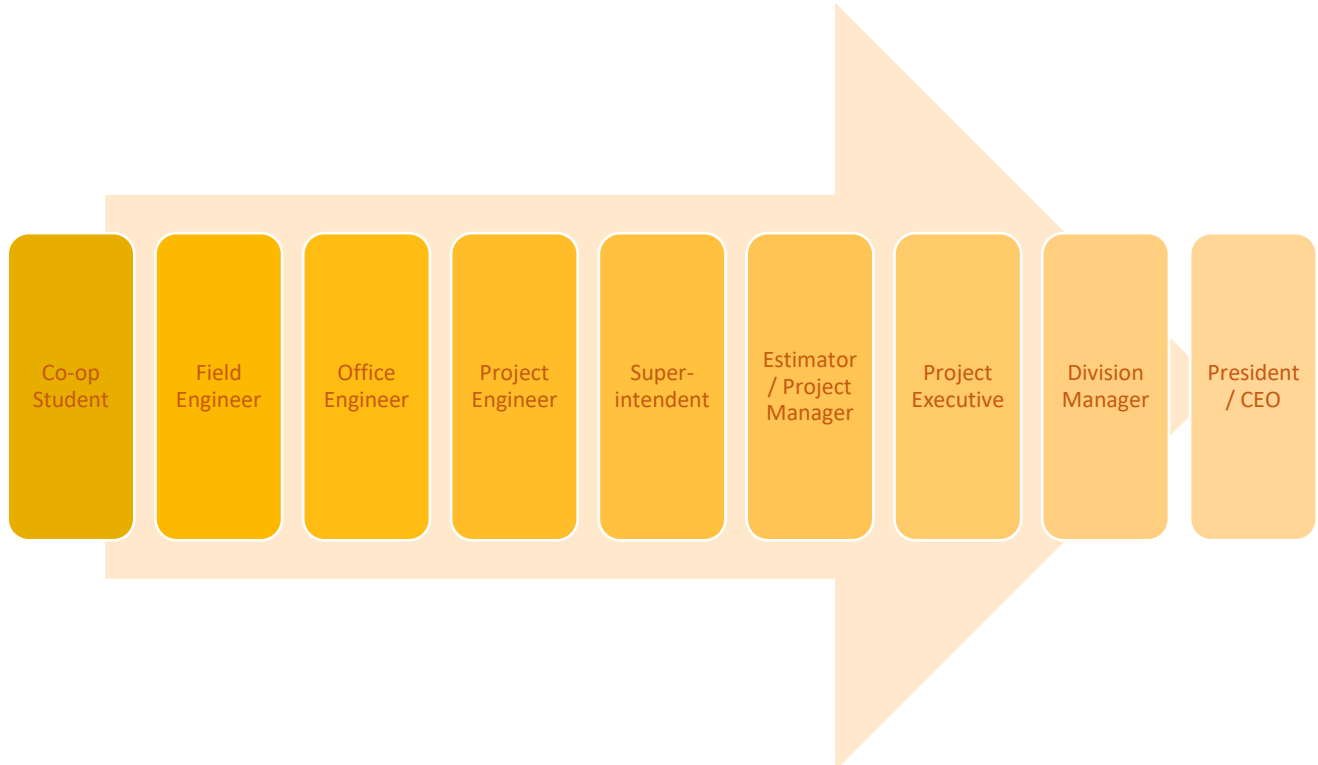 Co-op
Student
Field
Engineer
Office
Engineer
Project
Engineer
Super-
intendent
Estimator
/ Project
Manager
Project
Executive
Division
Manager
President
/ CEO